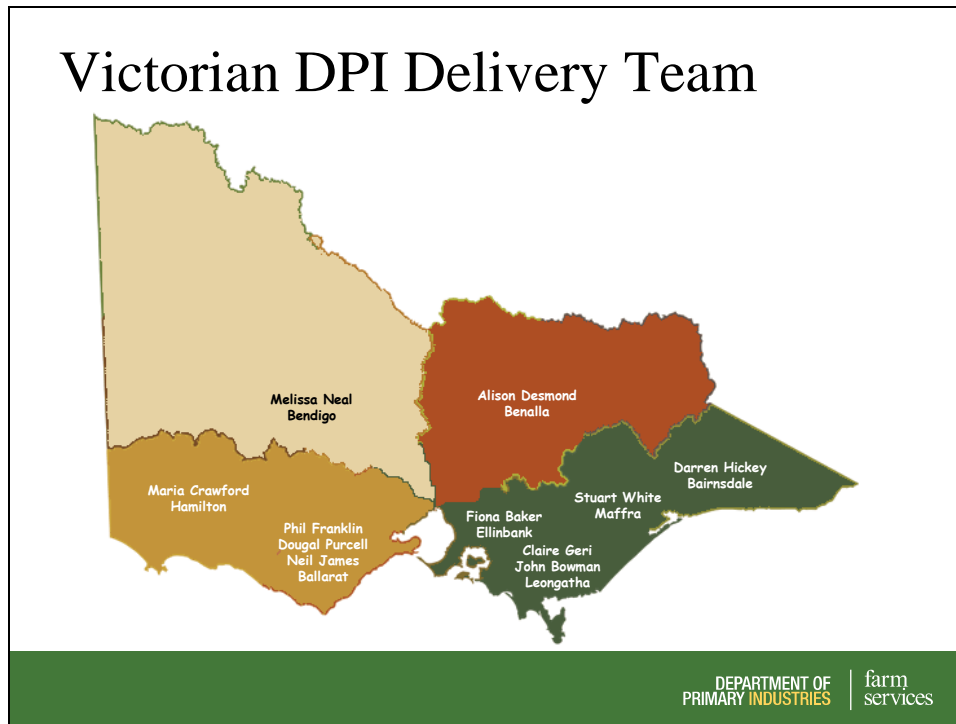 Victorian DPI Delivery Team
Melissa Neal
Bendigo
Alison Desmond
Benalla
Maria Crawford
Hamilton
Phil Franklin
Dougal Purcell
Neil James
Ballarat
Fiona Baker
Ellinbank
Claire Geri
John Bowman
Leongatha
Stuart White
Maffra
Darren Hickey
Bairnsdale
DEPARTMENT OF
PRIMARY INDUSTRIES
farm
services